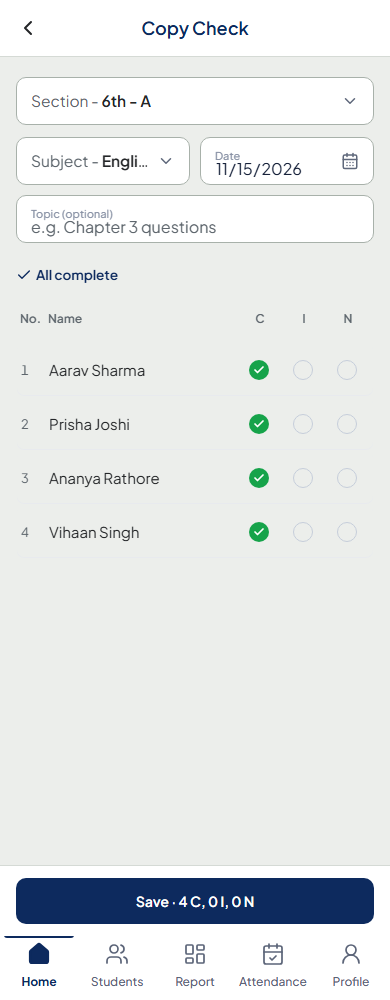 Copy Check
Section - 6th - A
Subject - Engli...
Date
11/15/2026
Topic (optional)
e.g. Chapter 3 questions
All complete
No. Name C I N
1 Aarav Sharma
2 Prisha Joshi
3 Ananya Rathore
4 Vihaan Singh
Save · 4 C, 0 I, 0 N
Home Students Report Attendance Profile